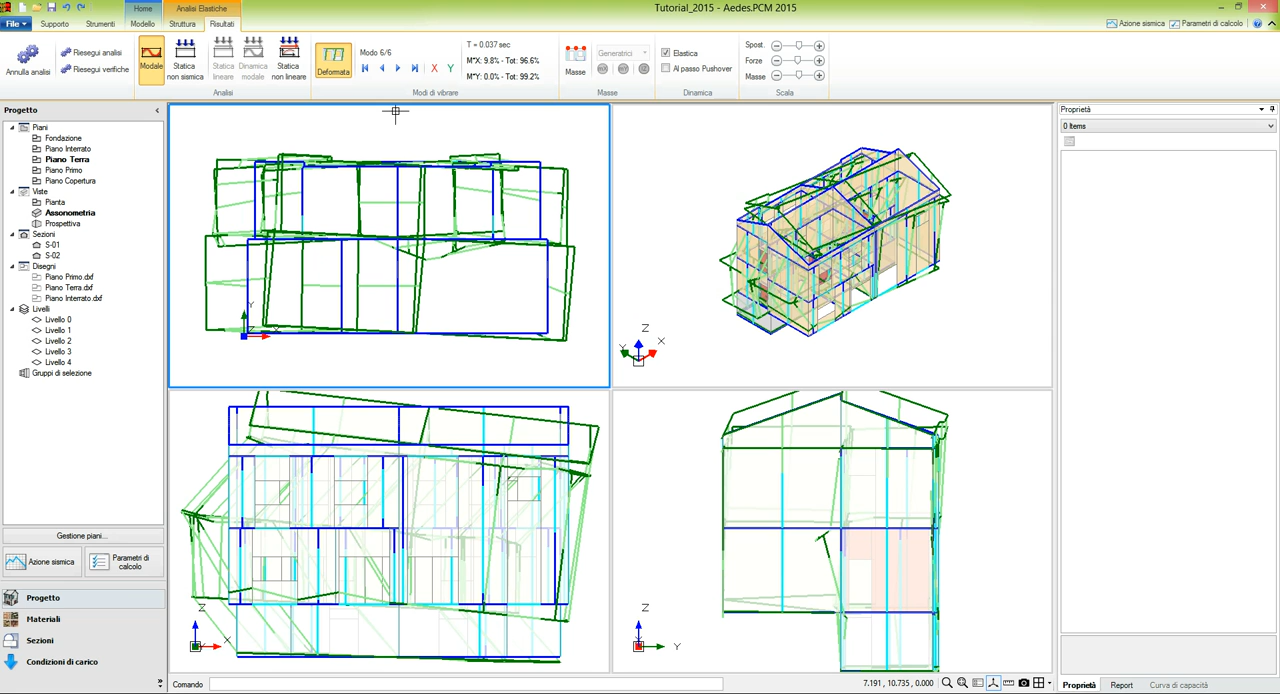 Tutorial_2015 - Aedes.PCM 2015
Home
Analisi Elastiche
File
Supporto
Strumenti
Modello
Struttura
Risultati
Azione sismica
Parametri di calcolo
Annulla analisi
Riesegui analisi
Riesegui verifiche
Modale
Statica non sismica
Statica lineare
Dinamica modale
Statica non lineare
Analisi
Deformata
Modo 6/6
X
Y
T = 0.037 sec
M*X: 9.8% - Tot: 96.6%
M*Y: 0.0% - Tot: 99.2%
Modi di vibrare
Masse
Generatrici
Masse
Elastica
Al passo Pushover
Dinamica
Spost.
Forze
Masse
Scala
Progetto
Piani
Fondazione
Piano Interrato
Piano Terra
Piano Primo
Piano Copertura
Viste
Pianta
Assonometria
Prospettiva
Sezioni
S-01
S-02
Disegni
Piano Primo.dxf
Piano Terra.dxf
Piano Interrato.dxf
Livelli
Livello 0
Livello 1
Livello 2
Livello 3
Livello 4
Gruppi di selezione
Gestione piani...
Azione sismica
Parametri di calcolo
Progetto
Materiali
Sezioni
Condizioni di carico
Y
X
Z
Y
X
Z
X
Z
Y
Comando
7.191, 10.735, 0.000
Proprietà
0 Items
Proprietà
Report
Curva di capacità